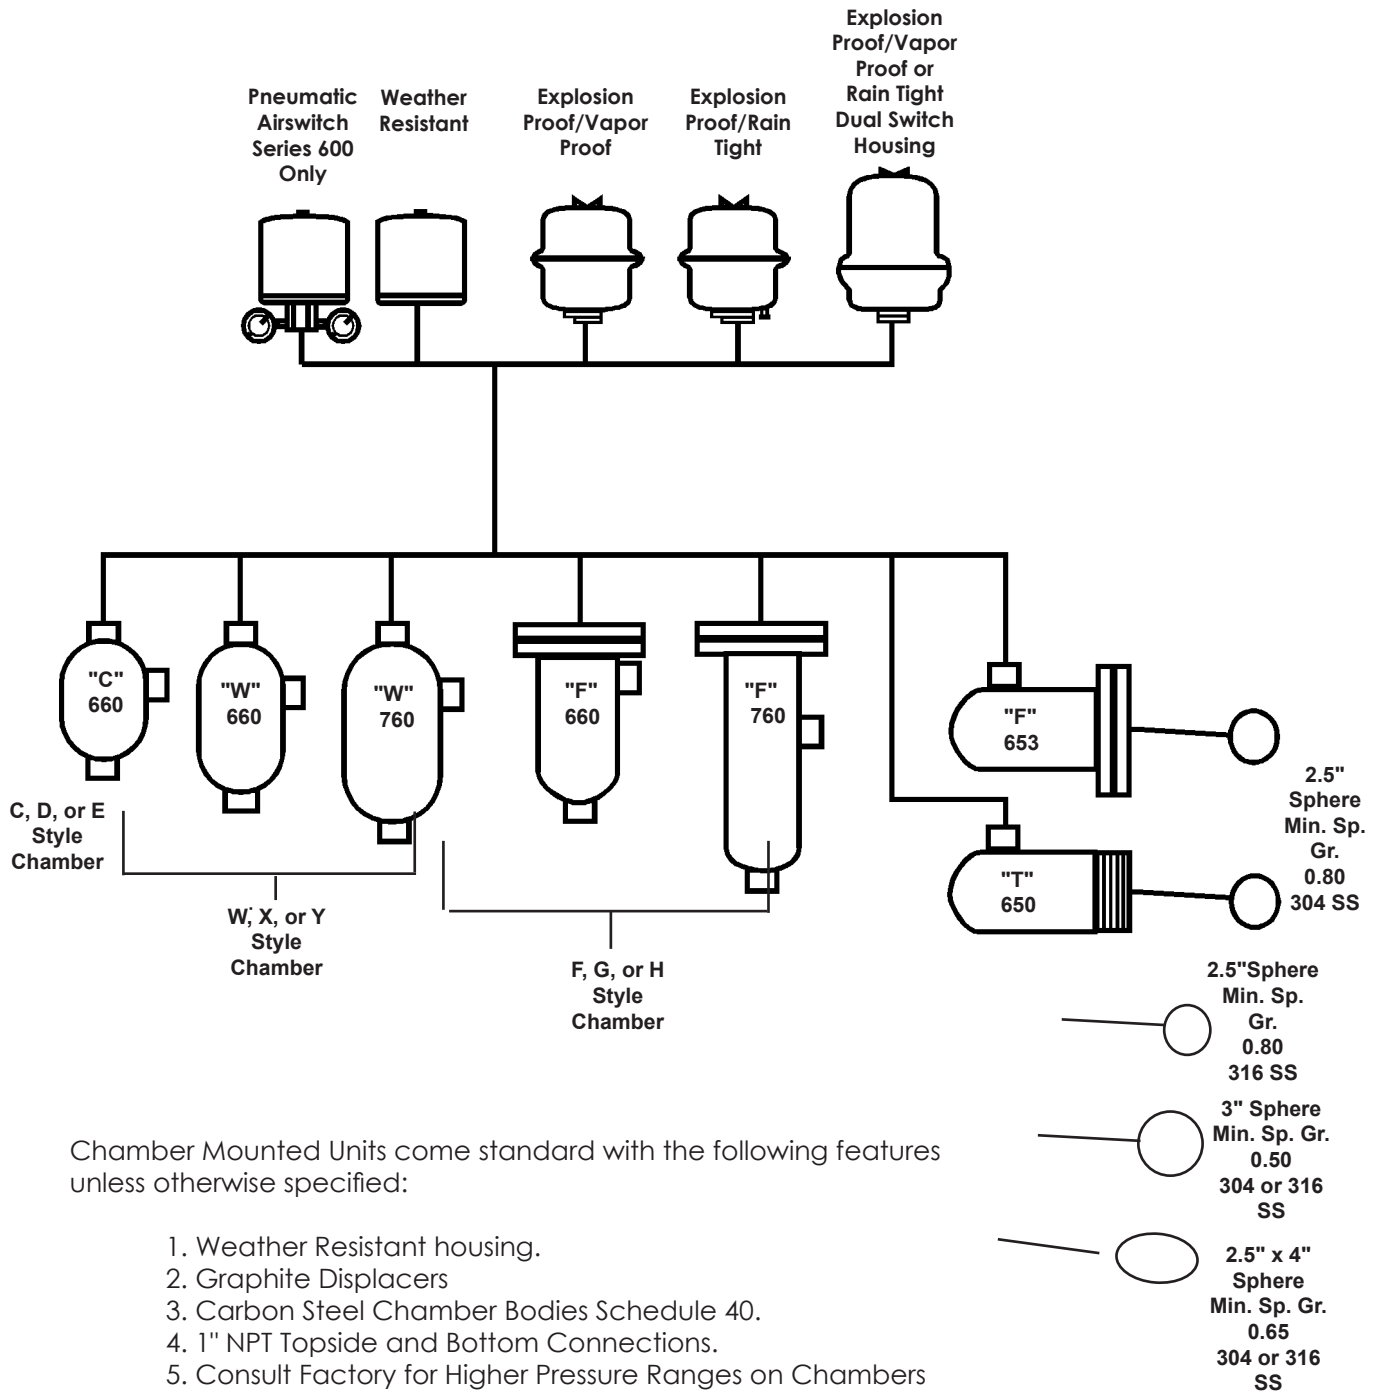 Pneumatic
Airswitch
Series 600
Only
Weather
Resistant
Explosion
Proof/Vapor
Proof
Explosion
Proof/Rain
Tight
Explosion
Proof/Vapor
Proof or
Rain Tight
Dual Switch
Housing
"C"
660
"W"
660
"W"
760
"F"
660
"F"
760
"F"
653
"T"
650
2.5"
Sphere
Min. Sp.
Gr.
0.80
304 SS
C, D, or E
Style
Chamber
W, X, or Y
Style
Chamber
F, G, or H
Style
Chamber
2.5"Sphere
Min. Sp.
Gr.
0.80
316 SS
3" Sphere
Min. Sp. Gr.
0.50
304 or 316
SS
2.5" x 4"
Sphere
Min. Sp. Gr.
0.65
304 or 316
SS
Chamber Mounted Units come standard with the following features
unless otherwise specified:
1. Weather Resistant housing.
2. Graphite Displacers
3. Carbon Steel Chamber Bodies Schedule 40.
4. 1" NPT Topside and Bottom Connections.
5. Consult Factory for Higher Pressure Ranges on Chambers